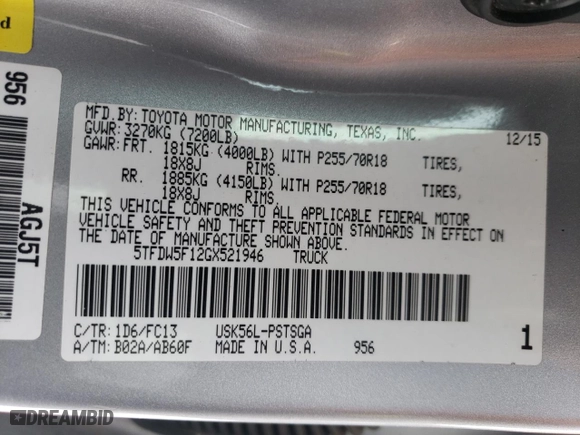 d
956
AGJ5T
MFD.BY: TOYOTA MOTOR MANUFACTURING, TEXAS, INC.
GVWR: 3270KG (7200LB) 12/15
GAWR: FRT. 1815KG (4000LB) WITH P255/70R18 TIRES,
18X8J RIMS.
RR. 1885KG (4150LB) WITH P255/70R18 TIRES,
18X8J RIMS.
THIS VEHICLE CONFORMS TO ALL APPLICABLE FEDERAL MOTOR
VEHICLE SAFETY AND THEFT PREVENTION STANDARDS IN EFFECT ON
THE DATE OF MANUFACTURE SHOWN ABOVE.
5TFDW5F12GX521946 TRUCK
C/TR: 1D6/FC13 USK56L-PSTSGA
A/TM: B02A/AB60F MADE IN U.S.A. 956
1
DREAMBID